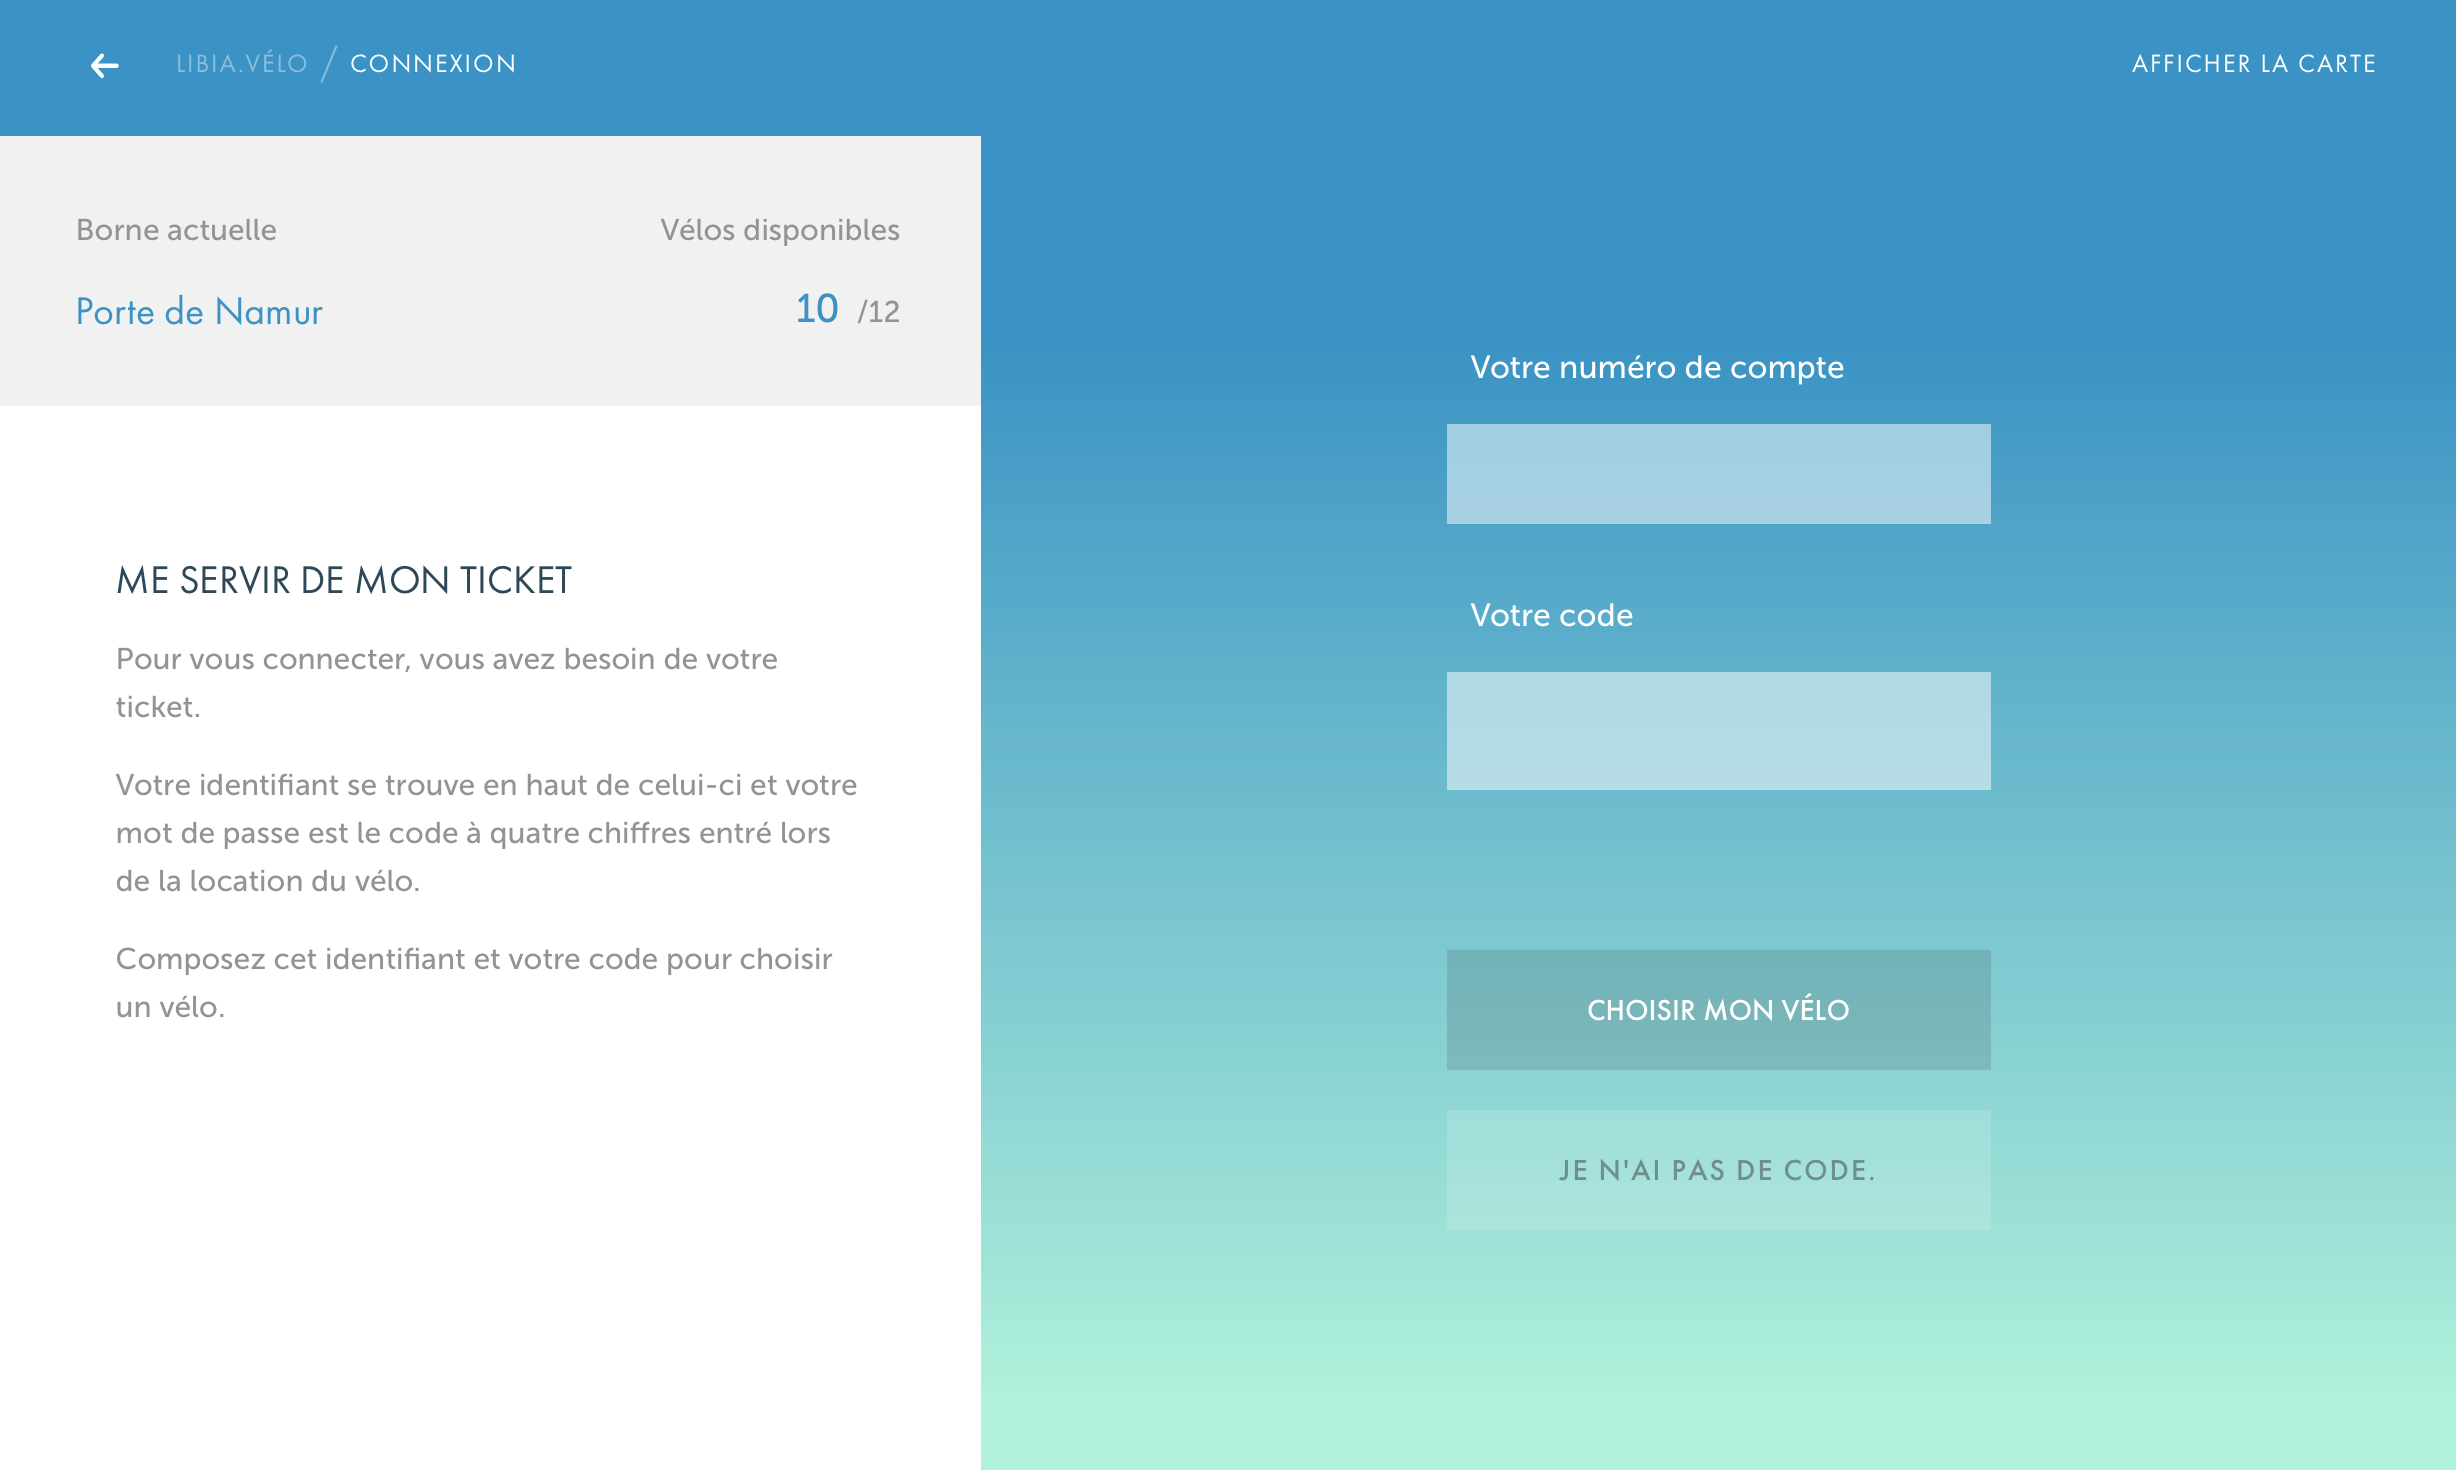 LIBIA.VÉLO / CONNEXION
AFFICHER LA CARTE
Borne actuelle
Vélos disponibles
Porte de Namur
10 /12
ME SERVIR DE MON TICKET
Pour vous connecter, vous avez besoin de votre
ticket.
Votre identifiant se trouve en haut de celui-ci et votre
mot de passe est le code à quatre chiffres entré lors
de la location du vélo.
Composez cet identifiant et votre code pour choisir
un vélo.
Votre numéro de compte
Votre code
CHOISIR MON VÉLO
JE N'AI PAS DE CODE.